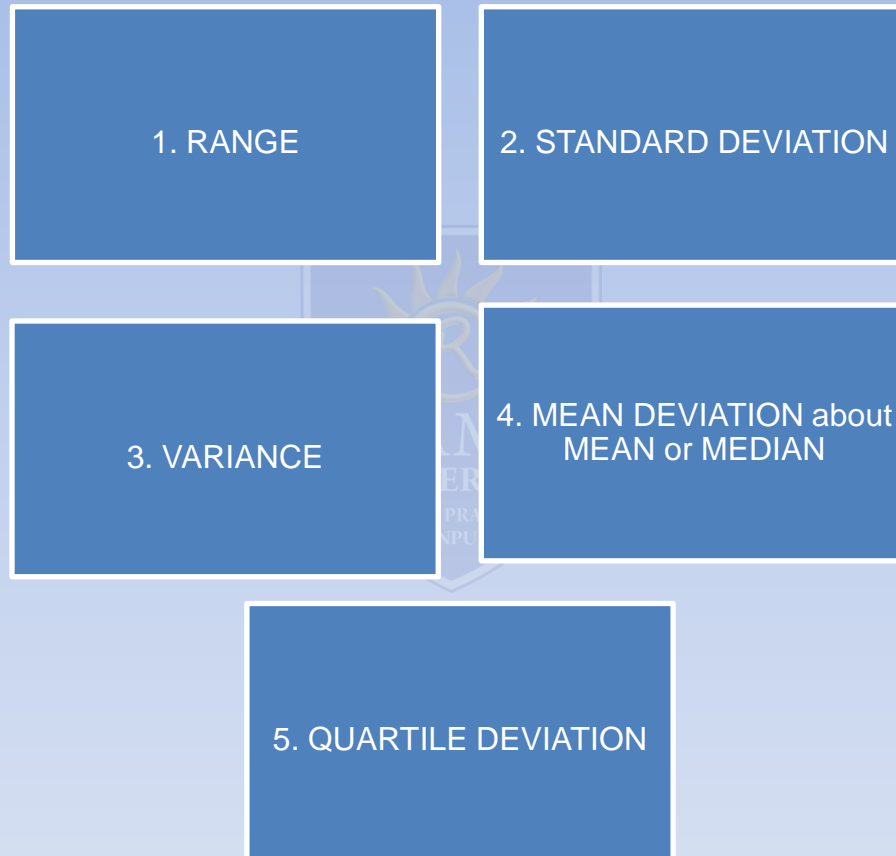 1. RANGE
2. STANDARD DEVIATION
3. VARIANCE
4. MEAN DEVIATION about
MEAN or MEDIAN
5. QUARTILE DEVIATION